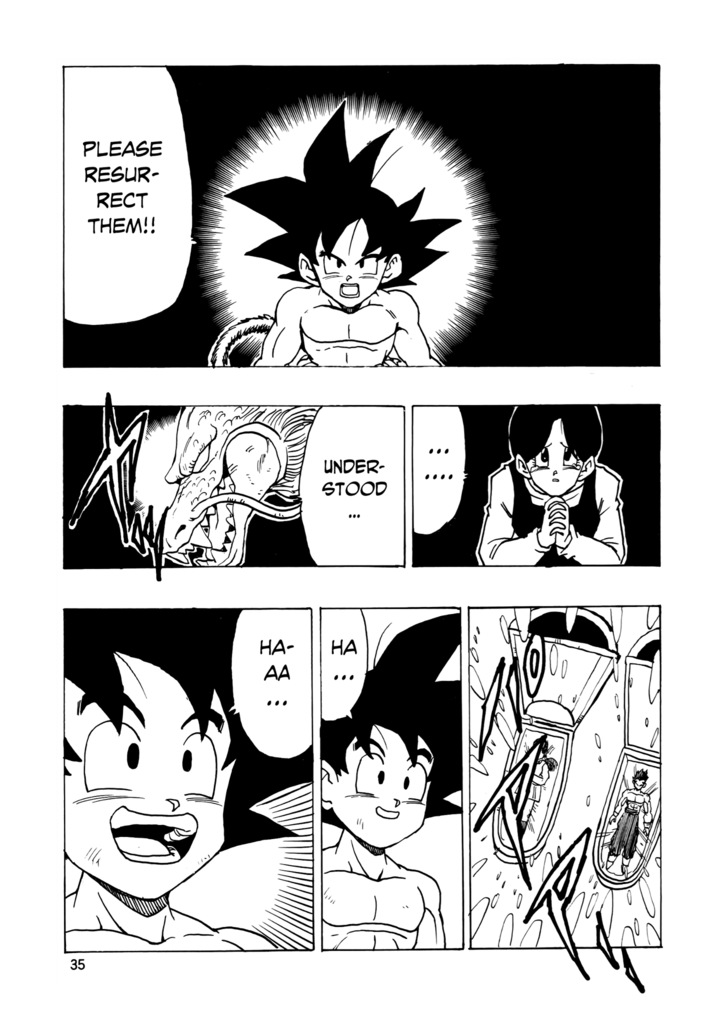 PLEASE
RESUR-
RECT
THEM!!
...
....
UNDER-
STOOD
...
HA
...
HA-
AA
...
35